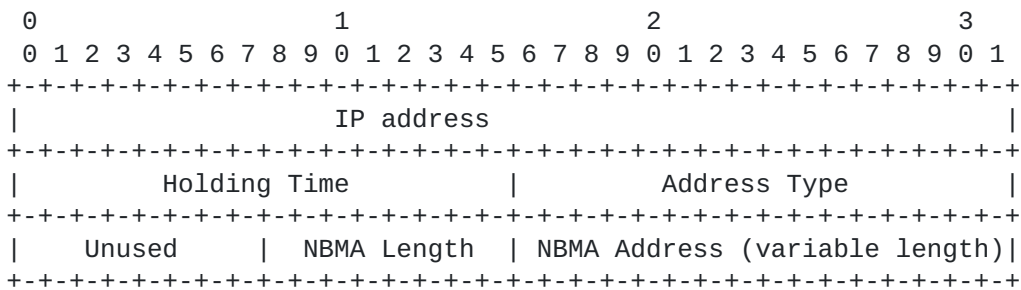 0                   1                   2                   3
 0 1 2 3 4 5 6 7 8 9 0 1 2 3 4 5 6 7 8 9 0 1 2 3 4 5 6 7 8 9 0 1
+-+-+-+-+-+-+-+-+-+-+-+-+-+-+-+-+-+-+-+-+-+-+-+-+-+-+-+-+-+-+-+-+
|                    IP address                                 |
+-+-+-+-+-+-+-+-+-+-+-+-+-+-+-+-+-+-+-+-+-+-+-+-+-+-+-+-+-+-+-+-+
|         Holding Time          |         Address Type          |
+-+-+-+-+-+-+-+-+-+-+-+-+-+-+-+-+-+-+-+-+-+-+-+-+-+-+-+-+-+-+-+-+
|    Unused     |  NBMA Length  | NBMA Address (variable length)|
+-+-+-+-+-+-+-+-+-+-+-+-+-+-+-+-+-+-+-+-+-+-+-+-+-+-+-+-+-+-+-+-+